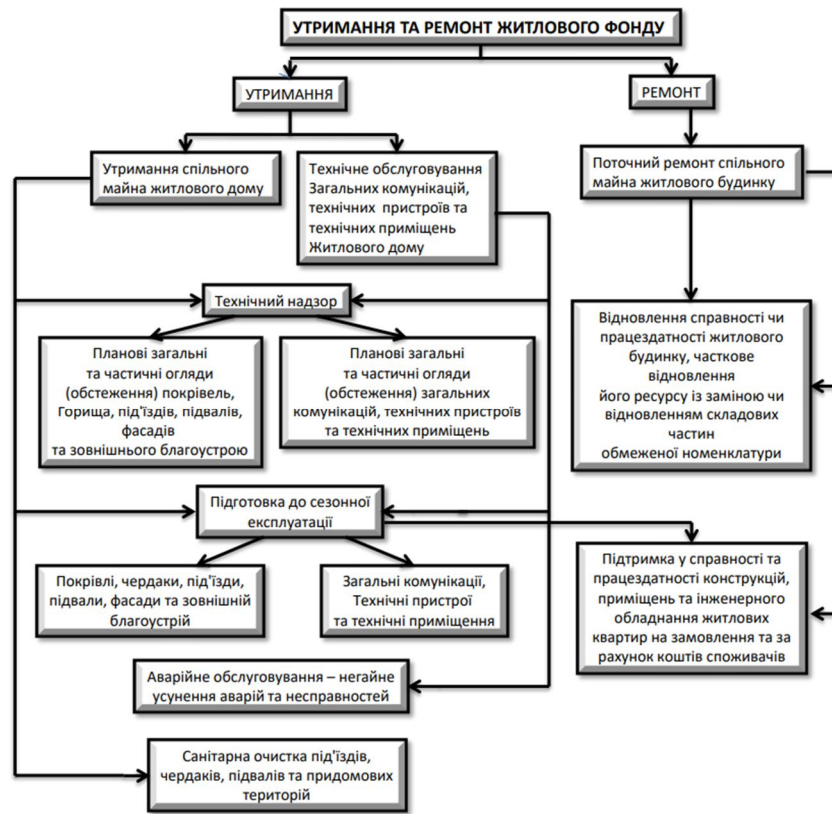 УТРИМАННЯ ТА РЕМОНТ ЖИТЛОВОГО ФОНДУ
УТРИМАННЯ
РЕМОНТ
Утримання спільного
майна житлового дому
Технічне обслуговування
Загальних комунікацій,
технічних пристроїв та
технічних приміщень
Житлового дому
Поточний ремонт спільного
майна житлового будинку
Технічний надзор
Планові загальні
та частичні огляди
(обстеження) покрівель,
Горища, під'їздів, підвалів,
фасадів
та зовнішнього благоустрою
Планові загальні
та частичні огляди
(обстеження) загальних
комунікацій, технічних пристроїв
та технічних приміщень
Відновлення справності чи
працездатності житлового
будинку, часткове
відновлення
його ресурсу із заміною чи
відновленням складових
частин
обмеженої номенклатури
Підготовка до сезонної
експлуатації
Покрівлі, чердаки, під'їзди,
підвали, фасади та зовнішній
благоустрій
Загальні комунікації,
Технічні пристрої
та технічні приміщення
Підтримка у справності та
працездатності конструкцій,
приміщень та інженерного
обладнання житлових
квартир на замовлення та за
рахунок коштів споживачів
Аварійне обслуговування – негайне
усунення аварій та несправностей
Санітарна очистка під'їздів,
чердаків, підвалів та придомових
територій